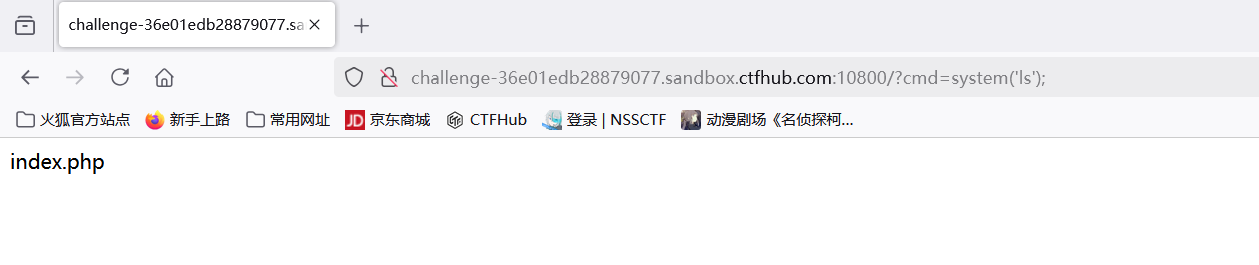 challenge-36e01edb28879077.sa
challenge-36e01edb28879077.sandbox.ctfhub.com:10800/?cmd=system('ls');
火狐官方站点 新手上路 常用网址 JD 京东商城 CTFHub 登录 | NSSCTF 动漫剧场《名侦探柯...
index.php